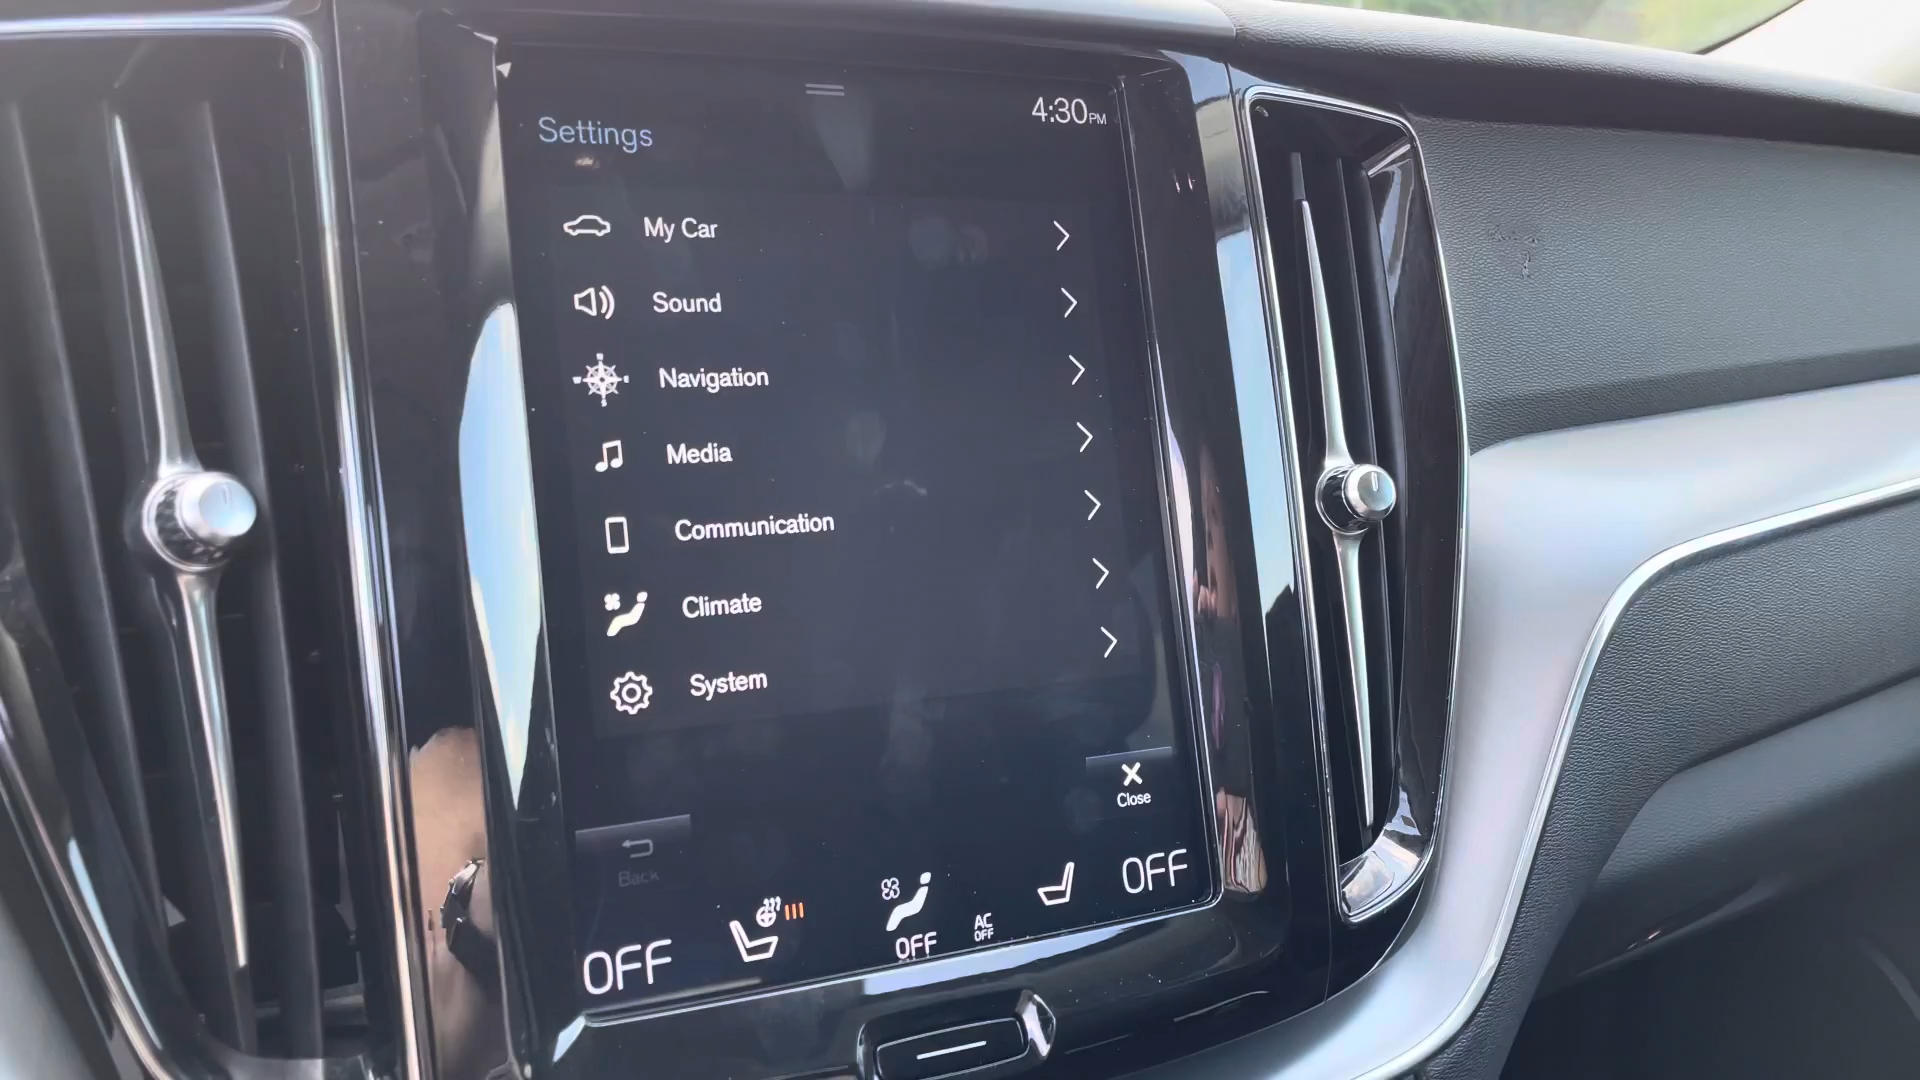 4:30PM
Settings
My Car
Sound
Navigation
Media
Communication
Climate
System
Close
Back
OFF
OFF
AC
OFF
OFF